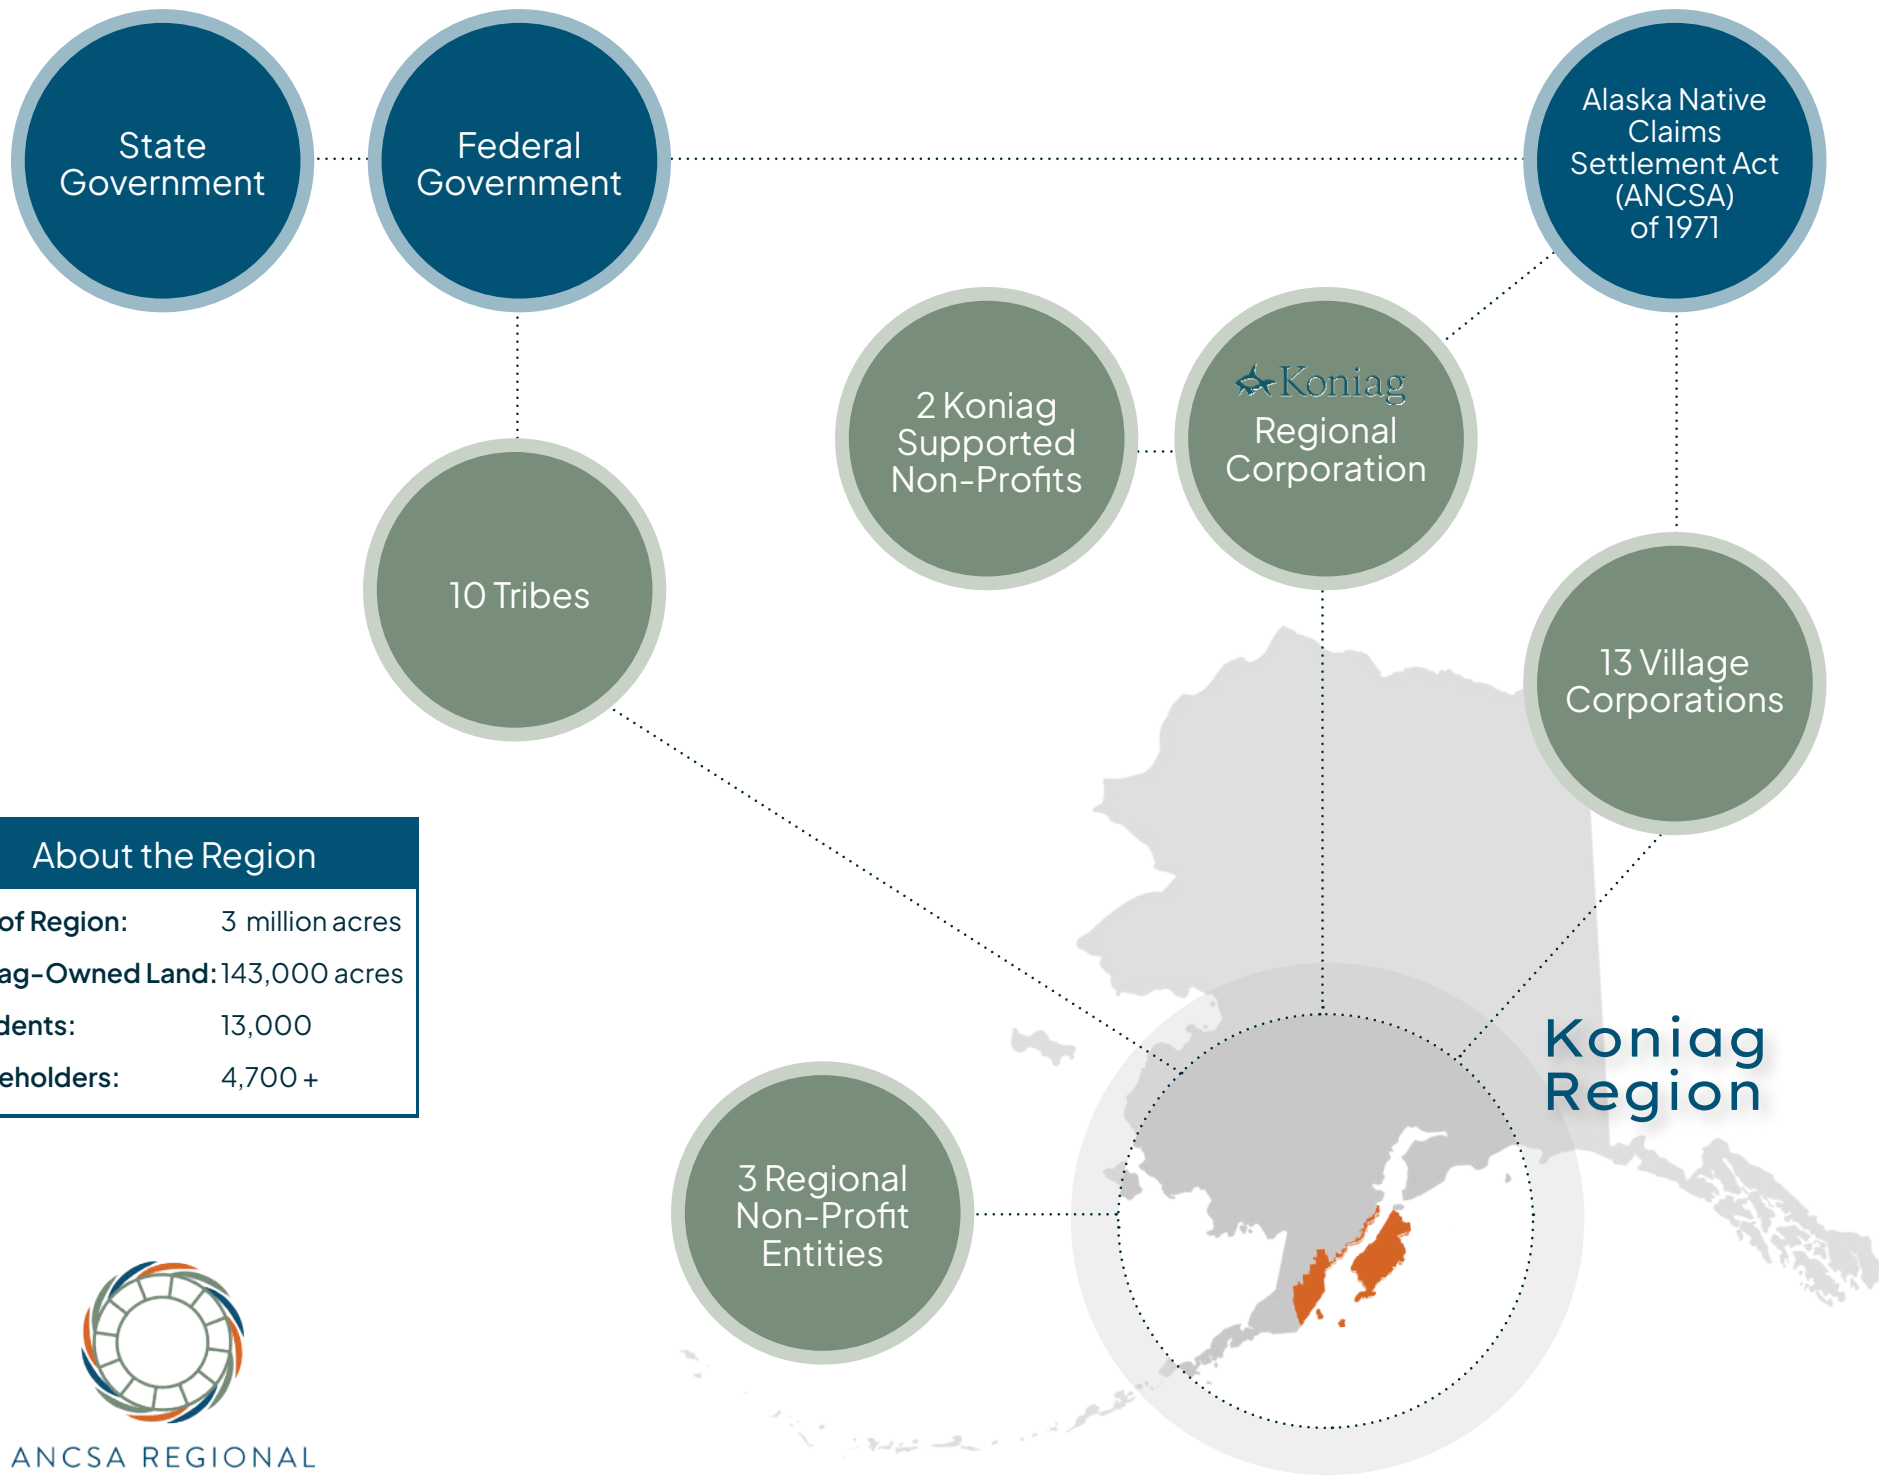 State
Government
Federal
Government
Alaska Native
Claims
Settlement Act
(ANCSA)
of 1971
2 Koniag
Supported
Non-Profits
Koniag
Regional
Corporation
10 Tribes
13 Village
Corporations
About the Region
of Region: 3 million acres
ag-Owned Land: 143,000 acres
dents: 13,000
eholders: 4,700 +
Koniag
Region
3 Regional
Non-Profit
Entities
ANCSA REGIONAL